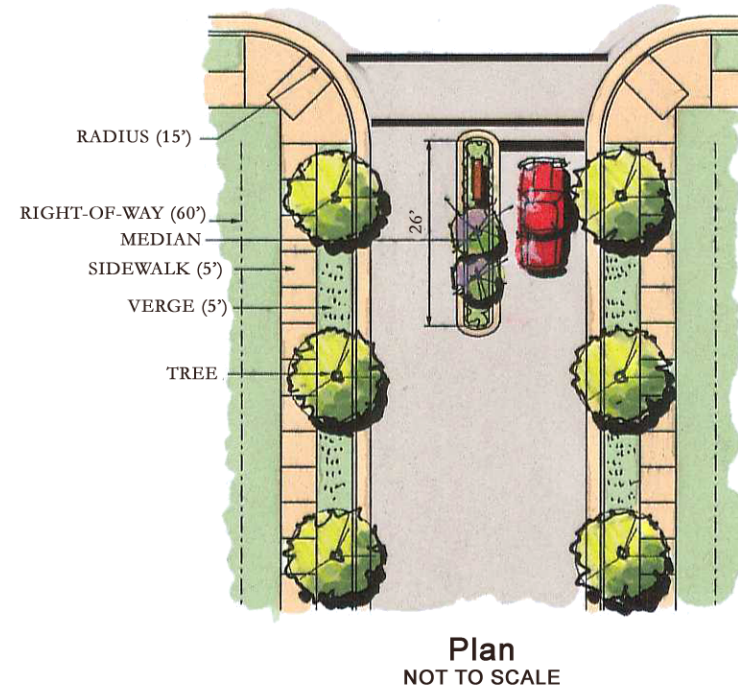 RADIUS (15')
RIGHT-OF-WAY (60')
MEDIAN
SIDEWALK (5')
VERGE (5')
TREE
26'
Plan
NOT TO SCALE